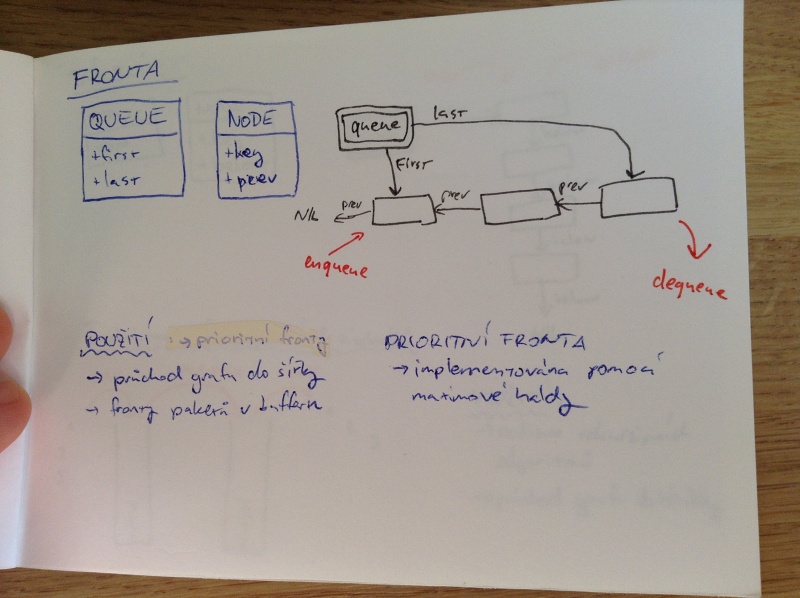 FRONTA
QUEUE
+first
+last
NODE
+key
+prev
queue
last
First
prev
prev
prev
NIL
enqueue
dequeue
POUŽITÍ : → prioritní fronty
→ průchod grafu do šířky
→ fronty paketů v bufferu
PRIORITNÍ FRONTA
→ implementována pomocí
maximové haldy